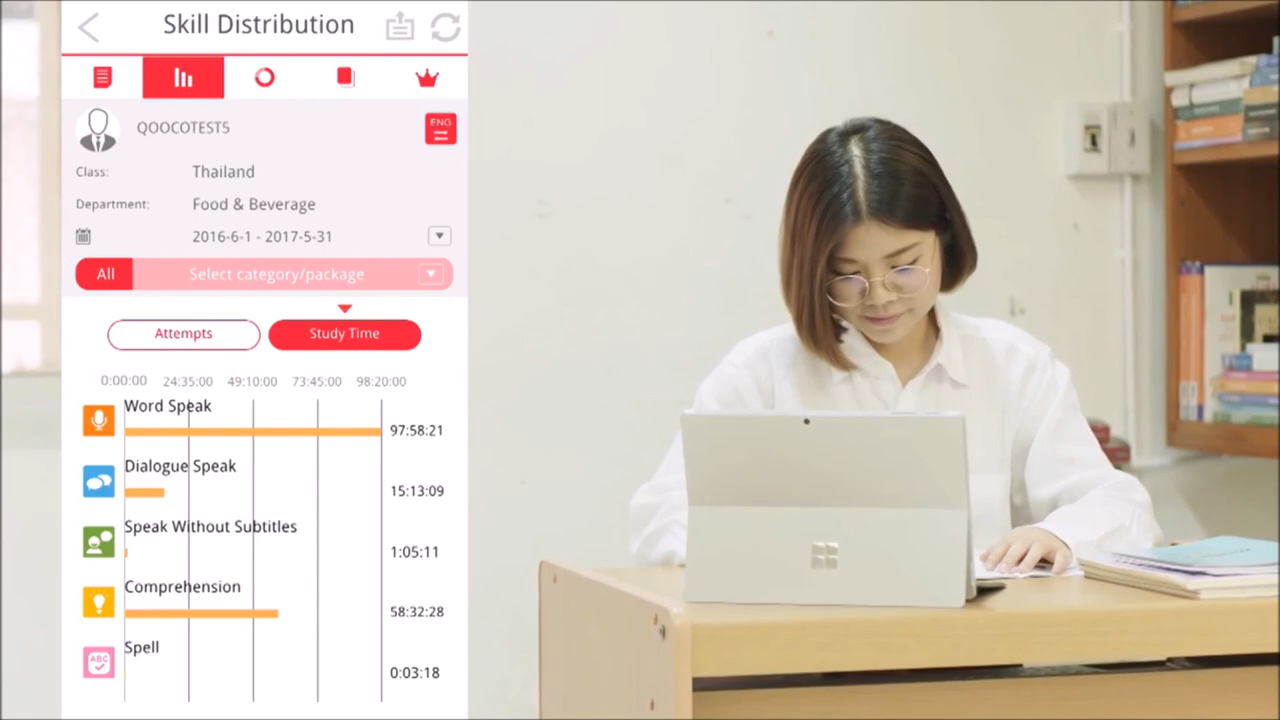 Skill Distribution
QOOCOTEST5
ENG
Class: Thailand
Department: Food & Beverage
2016-6-1 - 2017-5-31
All Select category/package
Attempts Study Time
0:00:00 24:35:00 49:10:00 73:45:00 98:20:00
Word Speak
97:58:21
Dialogue Speak
15:13:09
Speak Without Subtitles
1:05:11
Comprehension
58:32:28
Spell
ABC
0:03:18